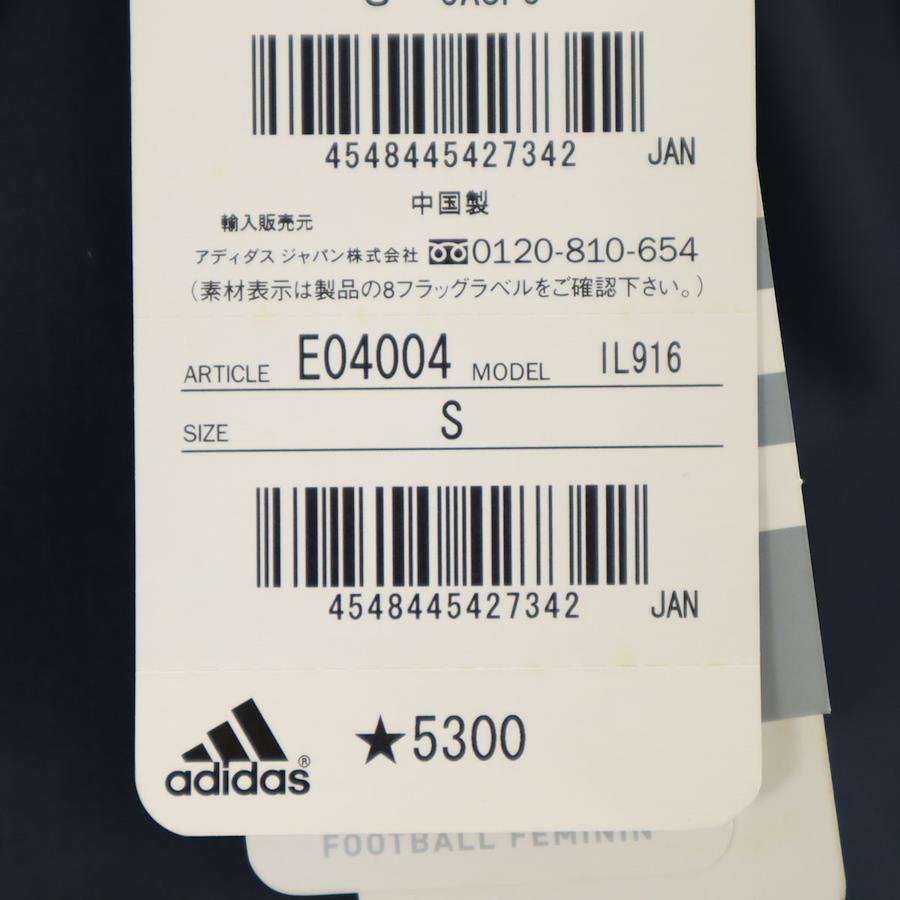 4548445427342 JAN
中国製
輸入販売元
アディダス ジャパン株式会社 0120-810-654
(素材表示は製品の8フラッグラベルをご確認下さい。)
ARTICLE E04004 MODEL IL916
SIZE S
4548445427342 JAN
adidas® ★5300
FOOTBALL FEMININ